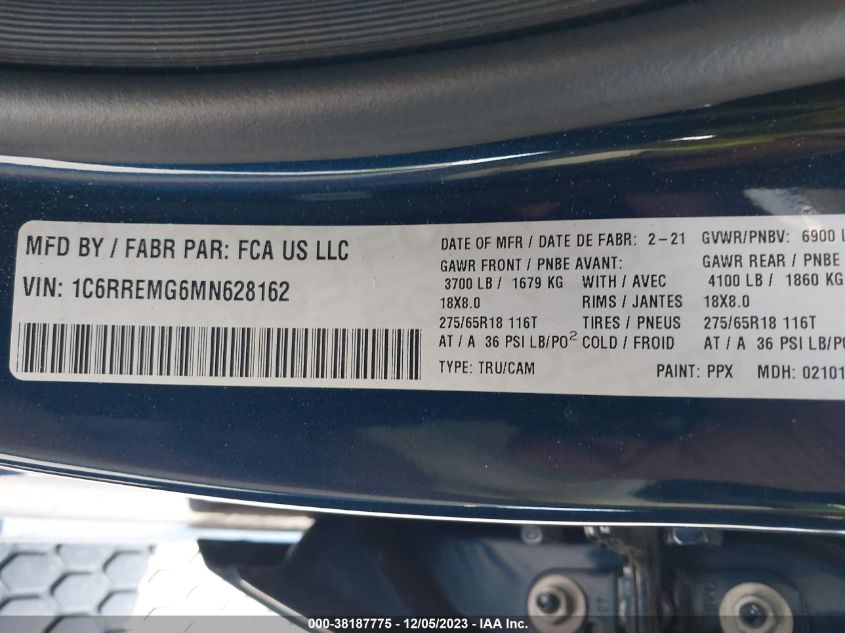 MFD BY / FABR PAR: FCA US LLC
VIN: 1C6RREMG6MN628162
DATE OF MFR / DATE DE FABR: 2-21 GVWR/PNBV: 6900 L
GAWR FRONT / PNBE AVANT: GAWR REAR / PNBE
3700 LB / 1679 KG WITH / AVEC 4100 LB / 1860 KG
18X8.0 RIMS / JANTES 18X8.0
275/65R18 116T TIRES / PNEUS 275/65R18 116T
AT / A 36 PSI LB/PO² COLD / FROID AT / A 36 PSI LB/PO
TYPE: TRU/CAM PAINT: PPX MDH: 02101
000-38187775 - 12/05/2023 - IAA Inc.